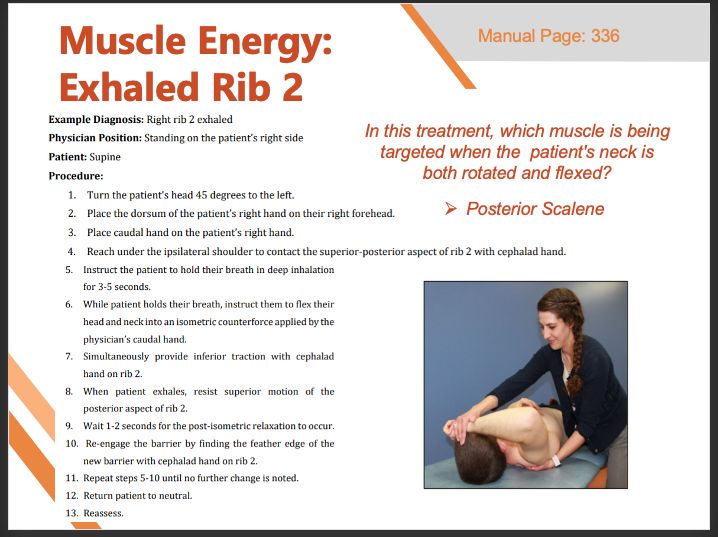 Muscle Energy:
Exhaled Rib 2
Manual Page: 336
Example Diagnosis: Right rib 2 exhaled
Physician Position: Standing on the patient's right side
Patient: Supine
Procedure:
1. Turn the patient's head 45 degrees to the left.
2. Place the dorsum of the patient's right hand on their right forehead.
3. Place caudal hand on the patient's right hand.
4. Reach under the ipsilateral shoulder to contact the superior-posterior aspect of rib 2 with cephalad hand.
5. Instruct the patient to hold their breath in deep inhalation
for 3-5 seconds.
6. While patient holds their breath, instruct them to flex their
head and neck into an isometric counterforce applied by the
physician's caudal hand.
7. Simultaneously provide inferior traction with cephalad
hand on rib 2.
8. When patient exhales, resist superior motion of the
posterior aspect of rib 2.
9. Wait 1-2 seconds for the post-isometric relaxation to occur.
10. Re-engage the barrier by finding the feather edge of the
new barrier with cephalad hand on rib 2.
11. Repeat steps 5-10 until no further change is noted.
12. Return patient to neutral.
13. Reassess.
In this treatment, which muscle is being
targeted when the patient's neck is
both rotated and flexed?
➢ Posterior Scalene